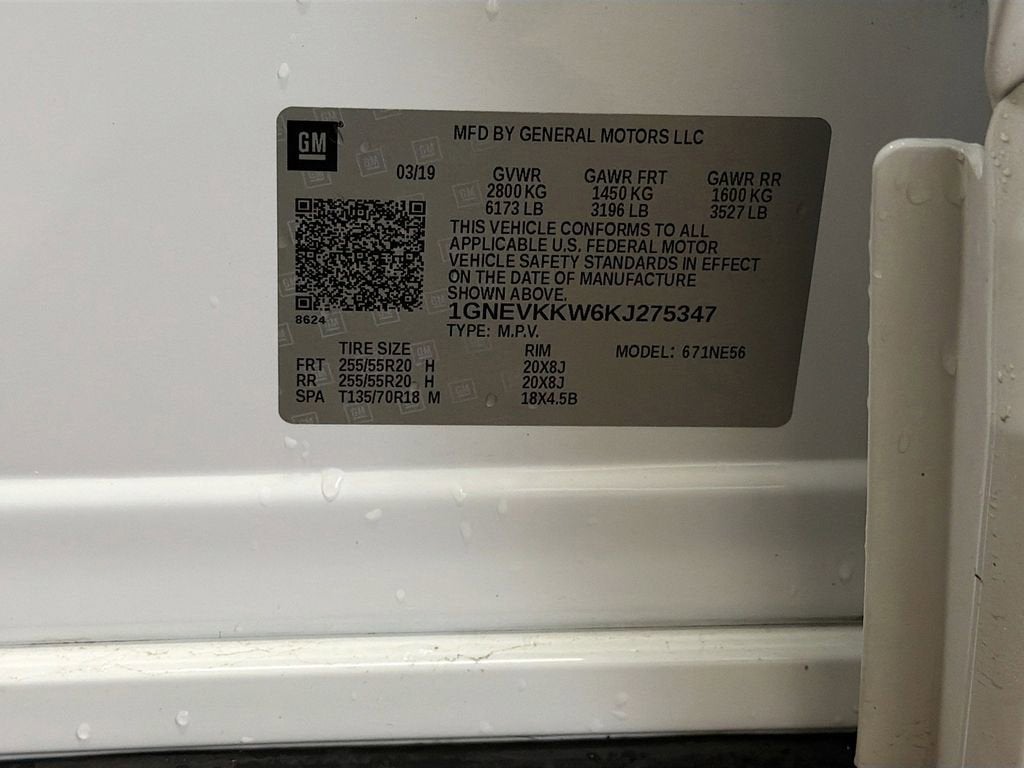 GM
MFD BY GENERAL MOTORS LLC
03/19
GVWR GAWR FRT GAWR RR
2800 KG 1450 KG 1600 KG
6173 LB 3196 LB 3527 LB
THIS VEHICLE CONFORMS TO ALL
APPLICABLE U.S. FEDERAL MOTOR
VEHICLE SAFETY STANDARDS IN EFFECT
ON THE DATE OF MANUFACTURE
SHOWN ABOVE.
8624
1GNEVKKW6KJ275347
TYPE: M.P.V.
TIRE SIZE RIM MODEL: 671NE56
FRT 255/55R20 H 20X8J
RR 255/55R20 H 20X8J
SPA T135/70R18 M 18X4.5B